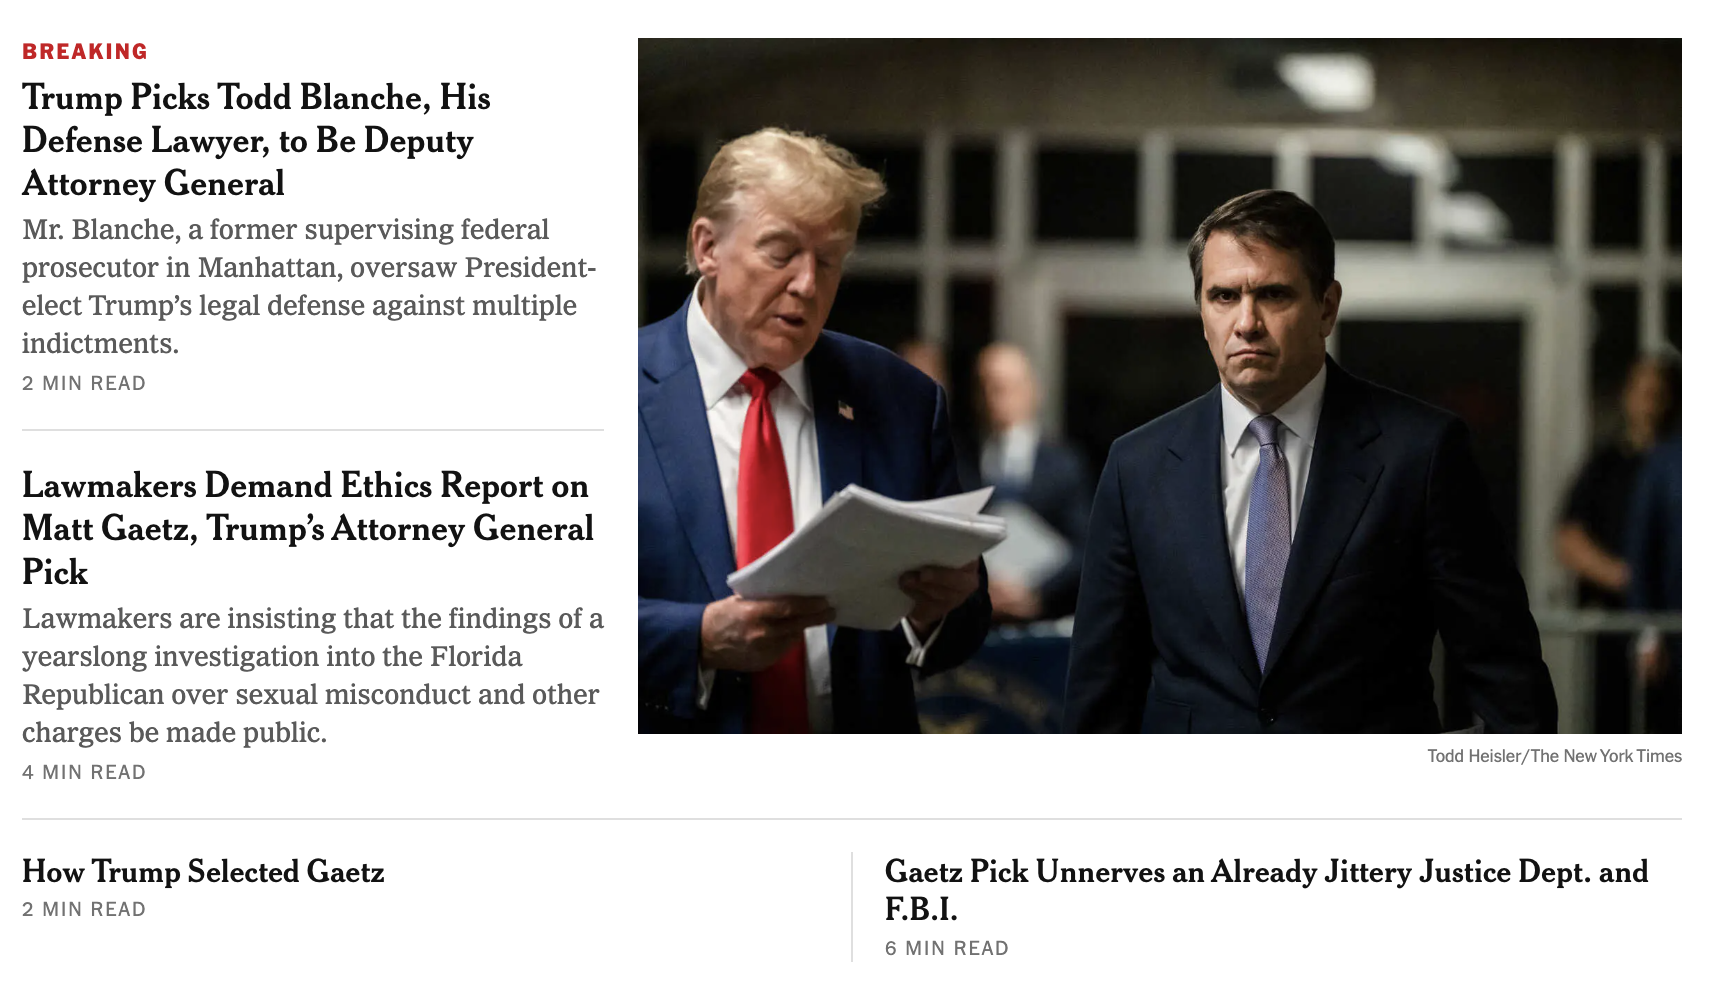 BREAKING
Trump Picks Todd Blanche, His
Defense Lawyer, to Be Deputy
Attorney General
Mr. Blanche, a former supervising federal
prosecutor in Manhattan, oversaw President-
elect Trump’s legal defense against multiple
indictments.
2 MIN READ
Lawmakers Demand Ethics Report on
Matt Gaetz, Trump’s Attorney General
Pick
Lawmakers are insisting that the findings of a
yearslong investigation into the Florida
Republican over sexual misconduct and other
charges be made public.
4 MIN READ
Todd Heisler/The New York Times
How Trump Selected Gaetz
2 MIN READ
Gaetz Pick Unnerves an Already Jittery Justice Dept. and
F.B.I.
6 MIN READ